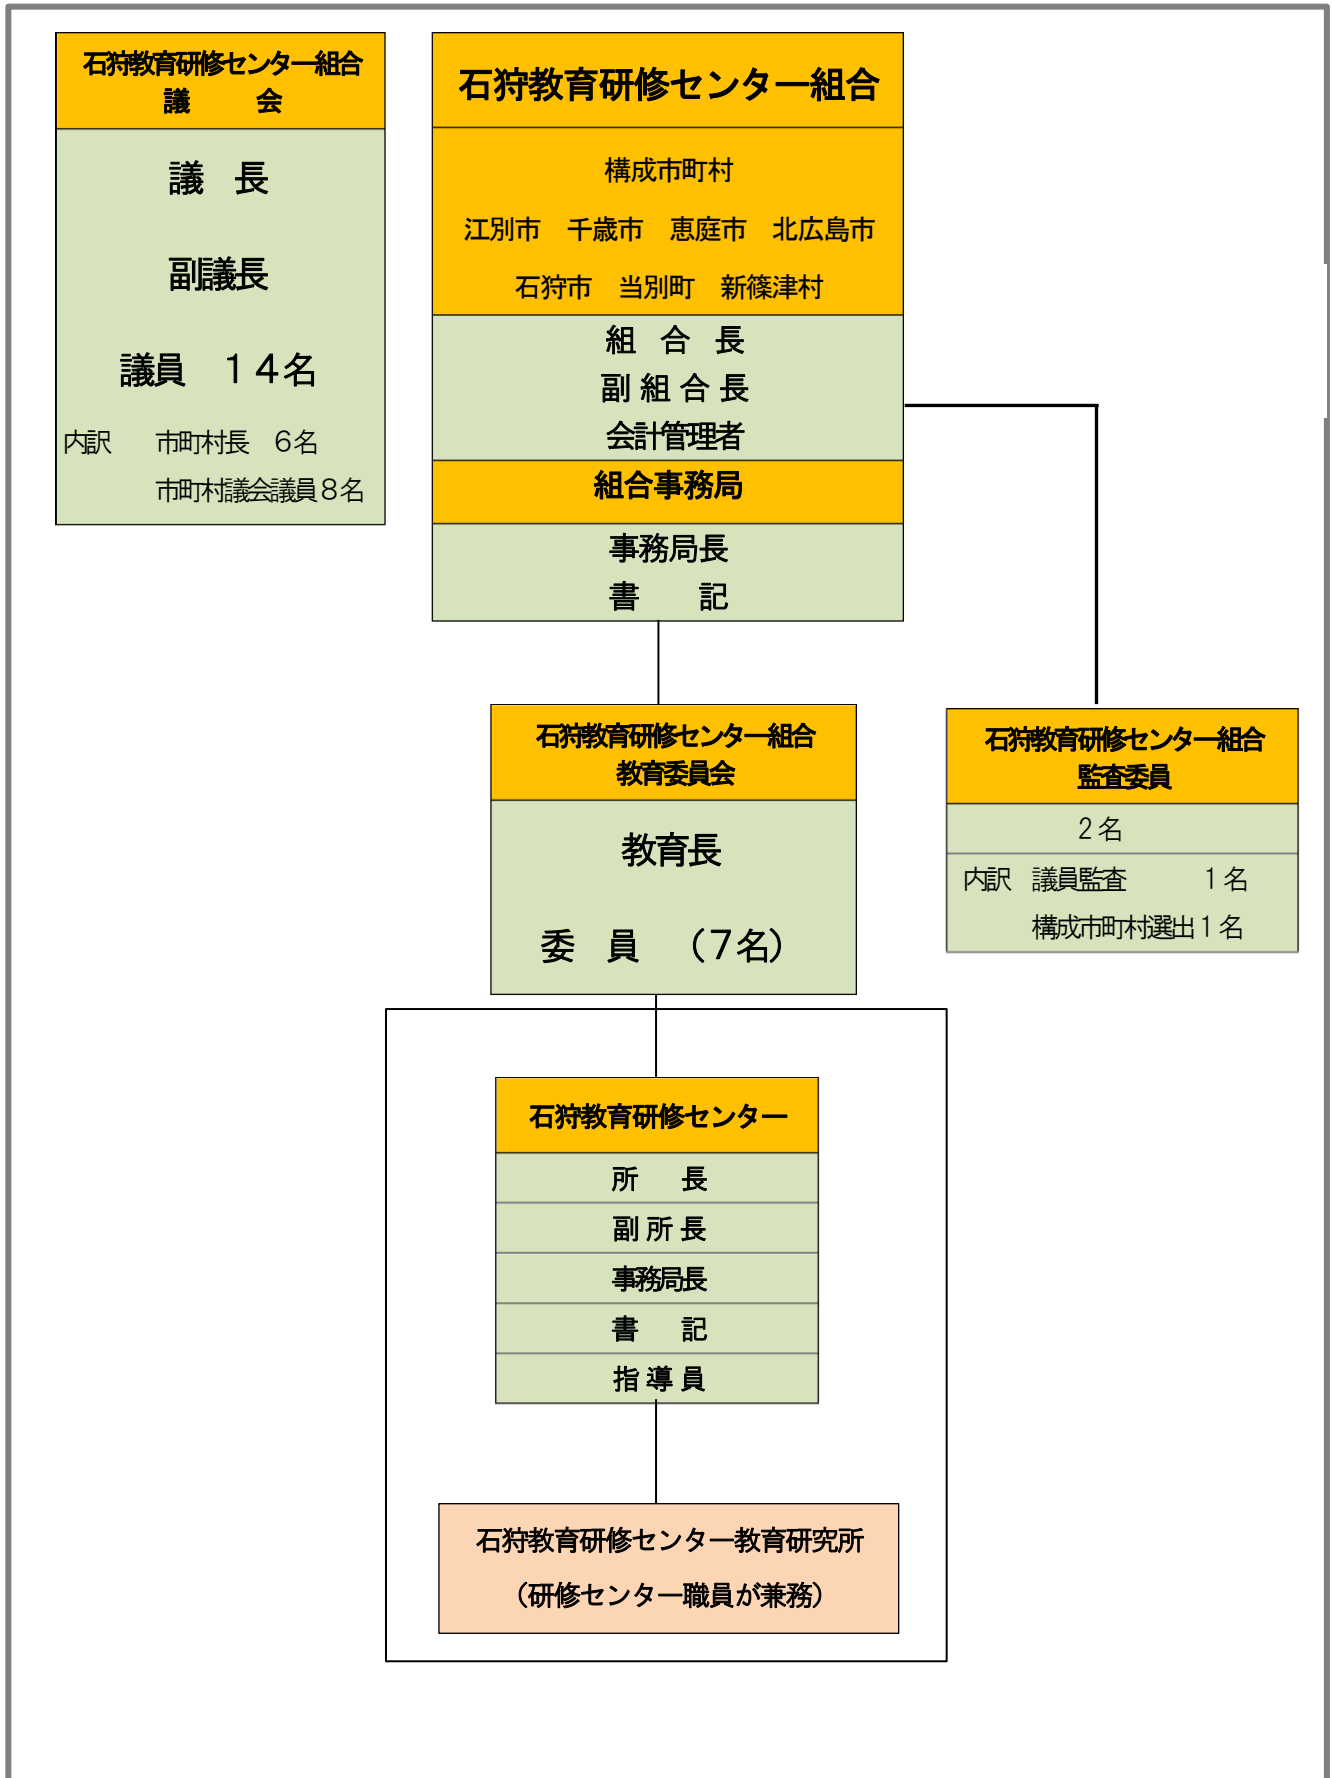 石狩教育研修センター組合
議　会
議　長
副議長
議員　１４名
内訳　市町村長　６名
市町村議会議員８名
石狩教育研修センター組合
構成市町村
江別市　千歳市　恵庭市　北広島市
石狩市　当別町　新篠津村
組　合　長
副 組 合 長
会計管理者
組合事務局
事務局長
書　記
石狩教育研修センター組合
教育委員会
教育長
委　員　（７名）
石狩教育研修センター組合
監査委員
２名
内訳　議員監査　１名
構成市町村選出１名
石狩教育研修センター
所　長
副 所 長
事務局長
書　記
指 導 員
石狩教育研修センター教育研究所
（研修センター職員が兼務）